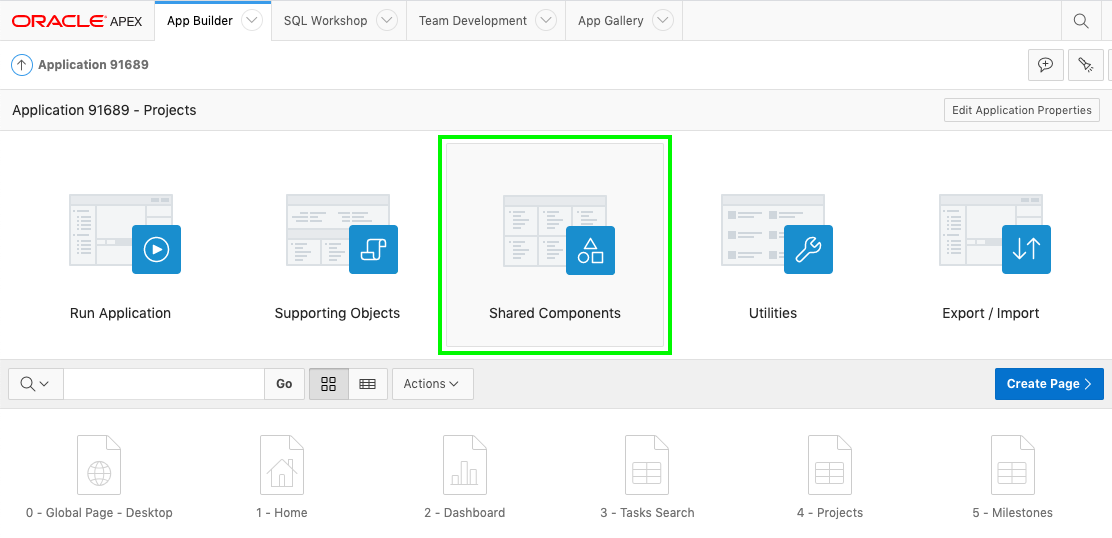 ORACLE APEX App Builder SQL Workshop Team Development App Gallery
Application 91689
Application 91689 - Projects Edit Application Properties
Run Application Supporting Objects Shared Components Utilities Export / Import
Go Actions Create Page
0 - Global Page - Desktop 1 - Home 2 - Dashboard 3 - Tasks Search 4 - Projects 5 - Milestones